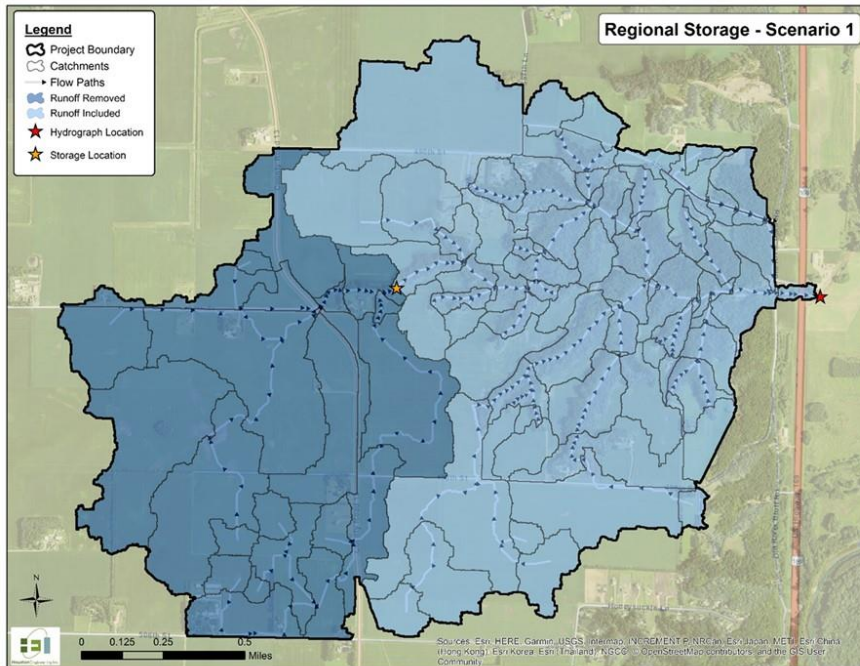 Regional Storage - Scenario 1
Legend
Project Boundary
Catchments
Flow Paths
Runoff Removed
Runoff Included
Hydrograph Location
Storage Location
N
HEI
0 0.125 0.25 0.5
Miles
Sources: Esri, HERE, Garmin, USGS, Intermap, INCREMENT P, NRCan, Esri Japan, METI, Esri China
(Hong Kong), Esri Korea, Esri (Thailand), NGCC, © OpenStreetMap contributors, and the GIS User
Community